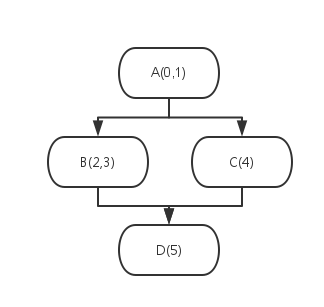 A(0,1)
B(2,3)
C(4)
D(5)